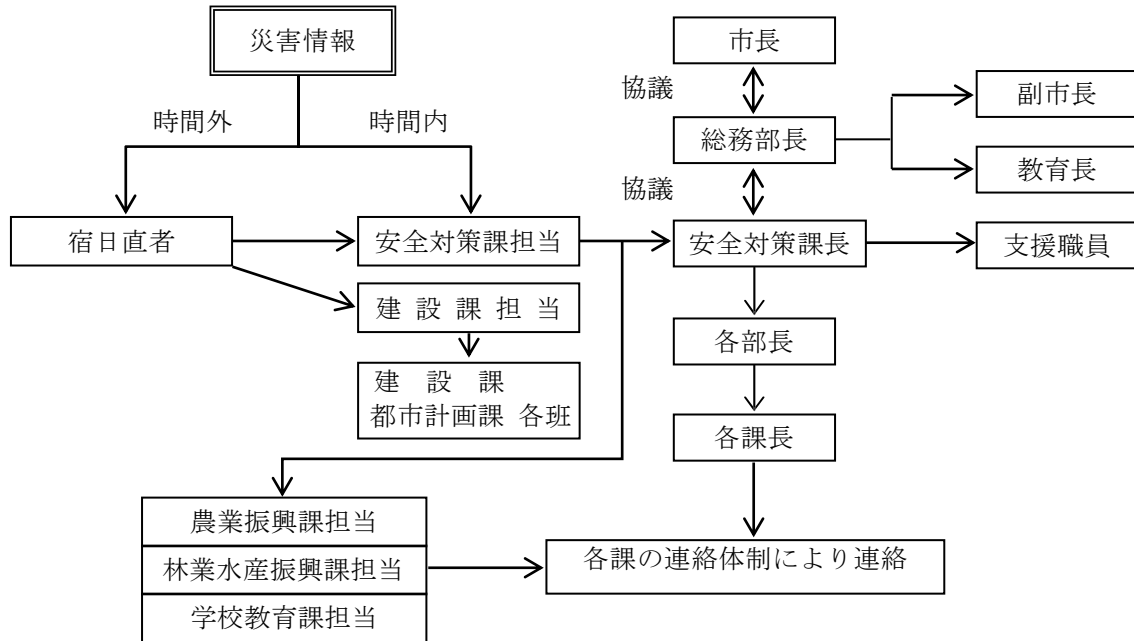 災害情報
時間外
時間内
宿日直者
安全対策課担当
建 設 課 担 当
建 設 課
都市計画課 各班
農業振興課担当
林業水産振興課担当
学校教育課担当
市長
協議
総務部長
協議
安全対策課長
副市長
教育長
支援職員
各部長
各課長
各課の連絡体制により連絡